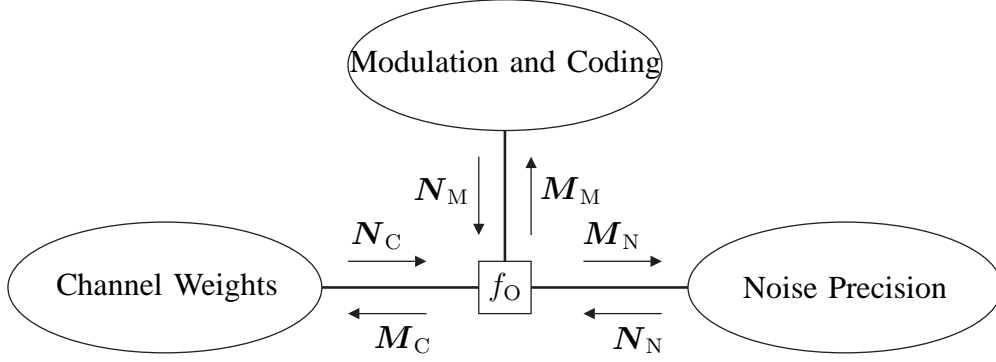 Modulation and Coding
N_M
M_M
N_C
M_N
Channel Weights
f_O
Noise Precision
M_C
N_N